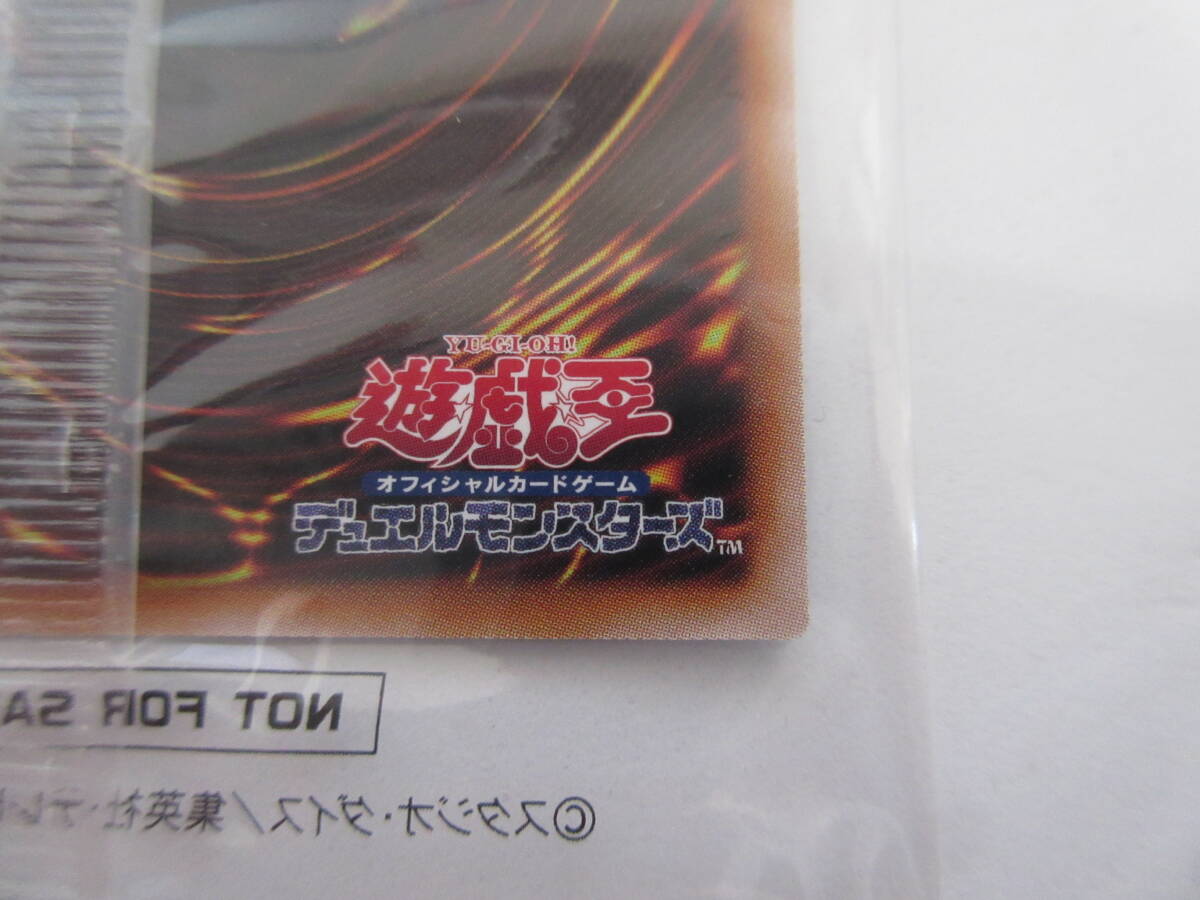 YU-GI-OH!
遊戯王
オフィシャルカードゲーム
デュエルモンスターズ™
NOT FOR SA
©スタジオ・ダイス/集英社・テレ